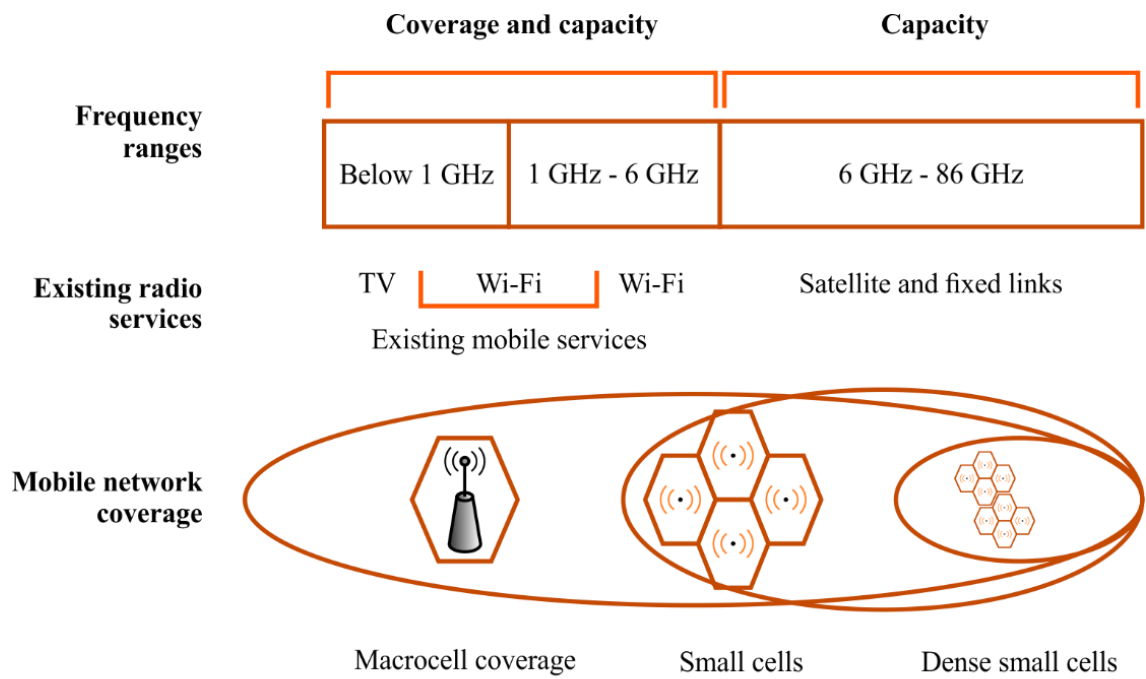 Coverage and capacity
Capacity
Frequency
ranges
Below 1 GHz
1 GHz - 6 GHz
6 GHz - 86 GHz
Existing radio
services
TV
Wi-Fi
Wi-Fi
Satellite and fixed links
Existing mobile services
Mobile network
coverage
Macrocell coverage
Small cells
Dense small cells